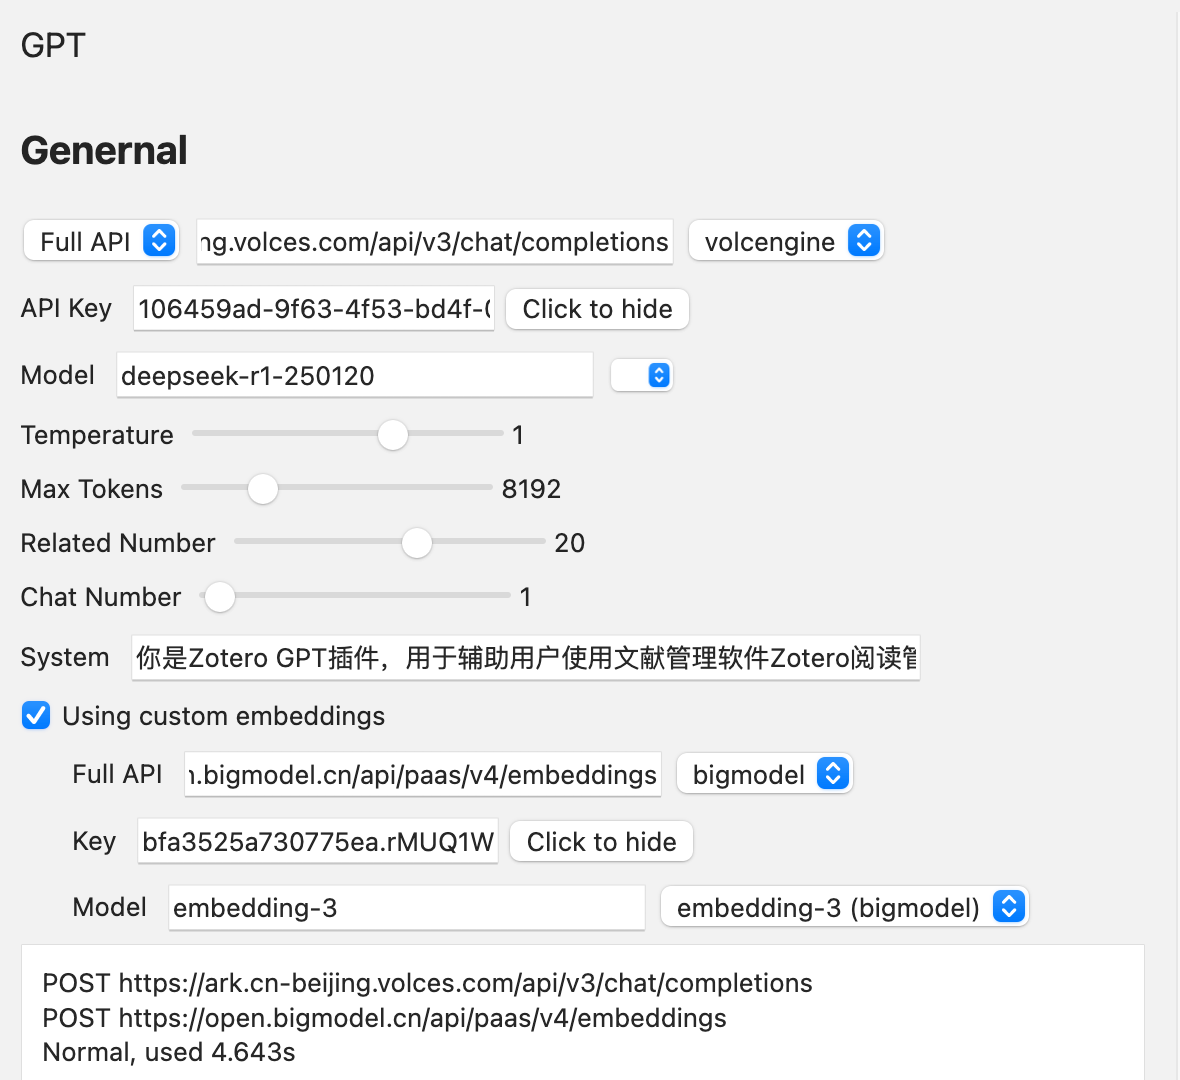 GPT
Genernal
Full API ng.volces.com/api/v3/chat/completions volcengine
API Key 106459ad-9f63-4f53-bd4f- Click to hide
Model deepseek-r1-250120
Temperature 1
Max Tokens 8192
Related Number 20
Chat Number 1
System 你是Zotero GPT插件，用于辅助用户使用文献管理软件Zotero阅读管
Using custom embeddings
Full API .bigmodel.cn/api/paas/v4/embeddings bigmodel
Key bfa3525a730775ea.rMUQ1W Click to hide
Model embedding-3 embedding-3 (bigmodel)
POST https://ark.cn-beijing.volces.com/api/v3/chat/completions
POST https://open.bigmodel.cn/api/paas/v4/embeddings
Normal, used 4.643s